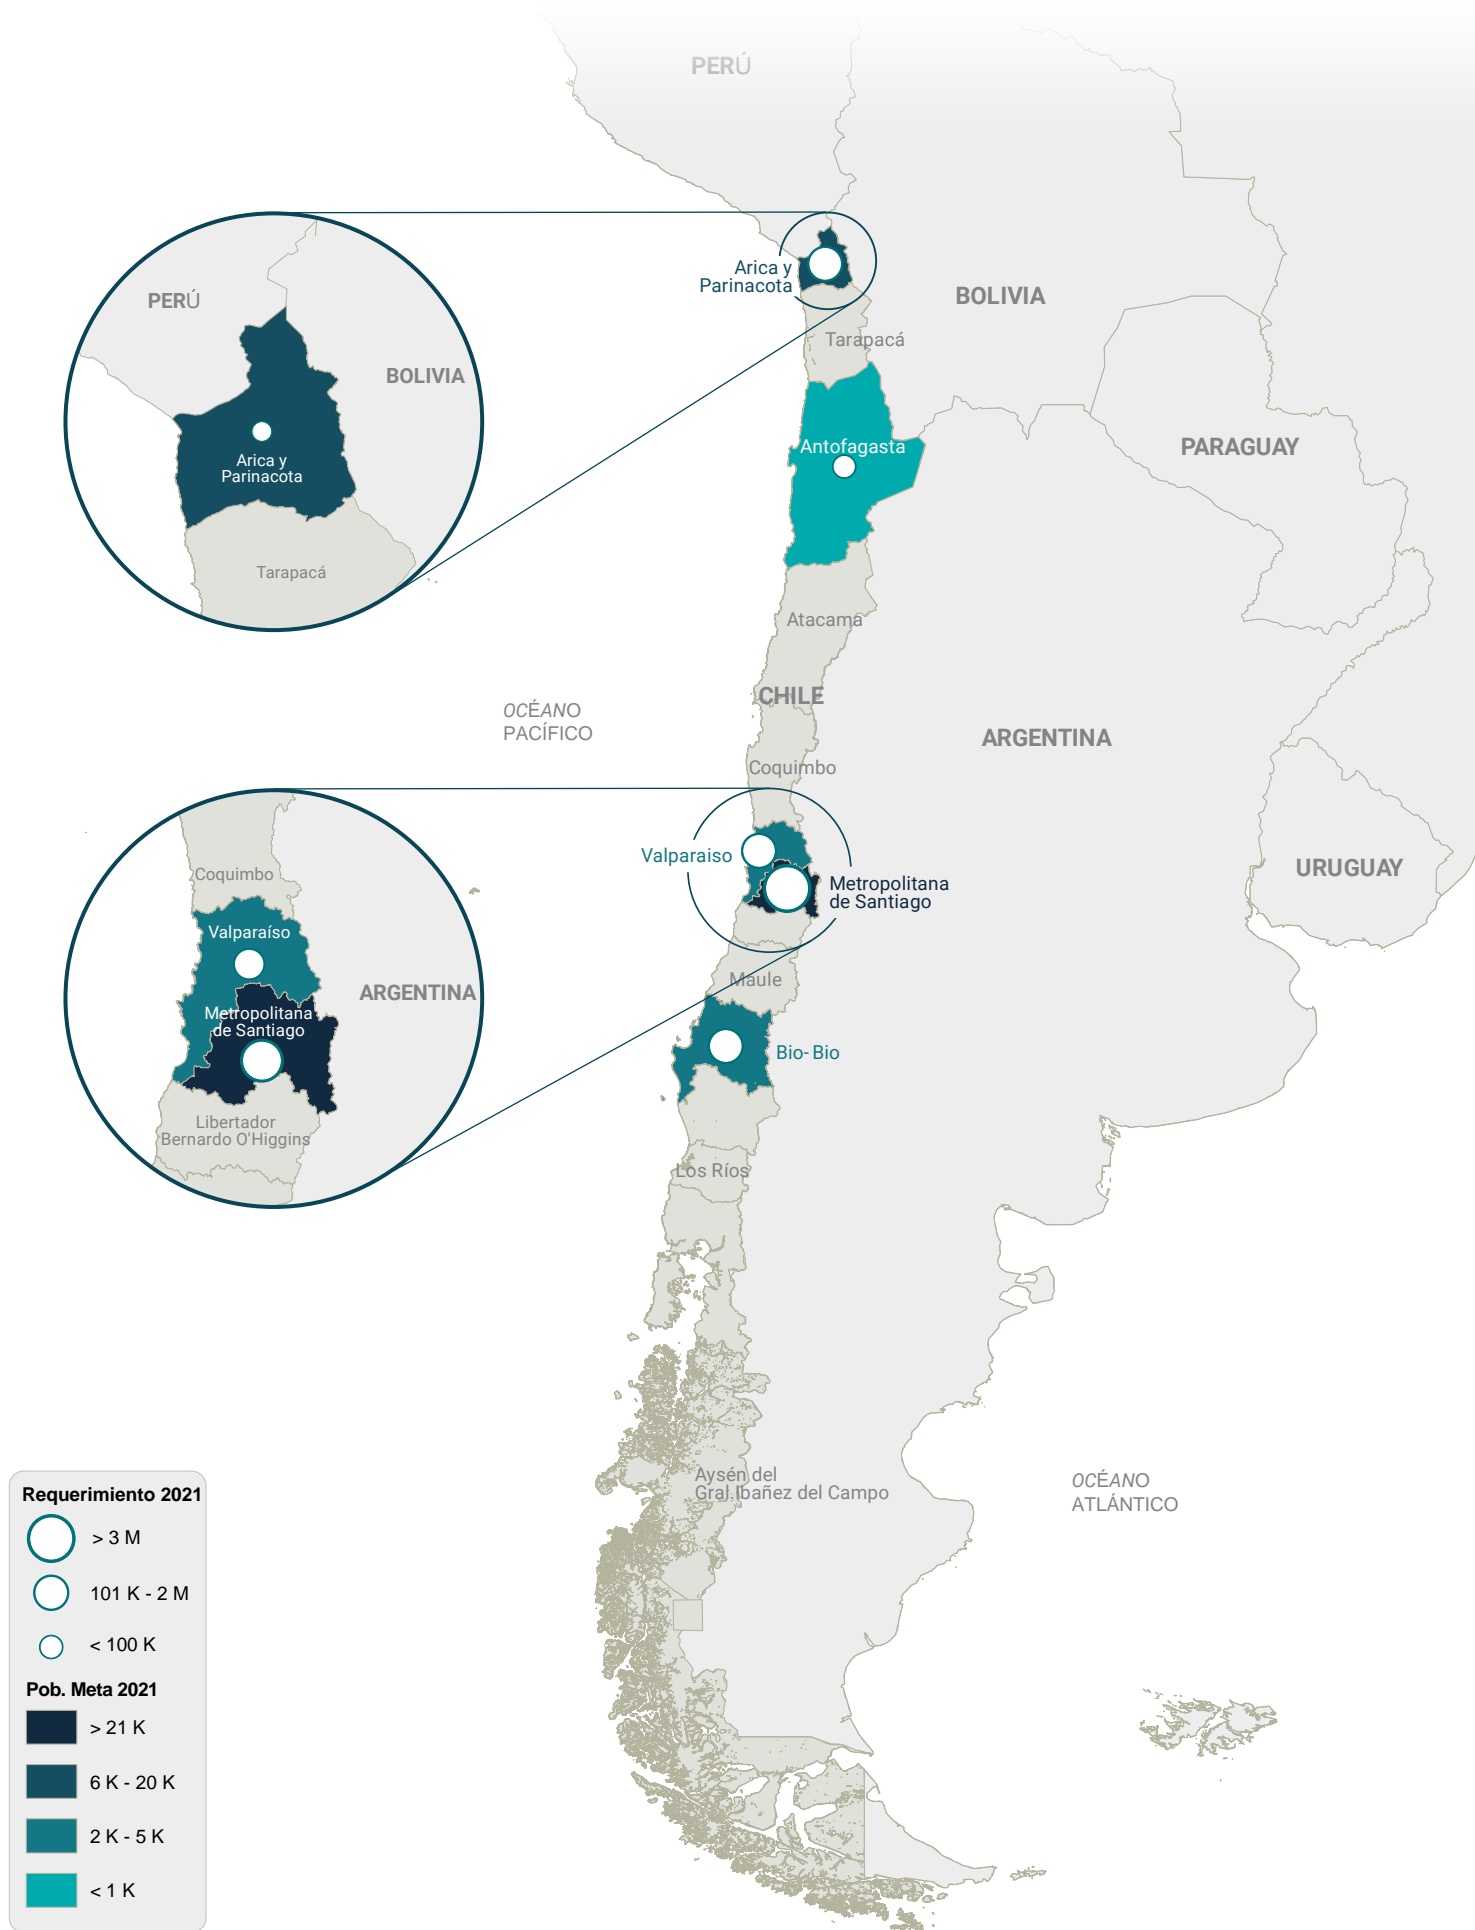 PERÚ
Arica y
Parinacota
BOLIVIA
Tarapacá
PERÚ
BOLIVIA
Arica y
Parinacota
Tarapacá
Antofagasta
PARAGUAY
Atacama
CHILE
OCÉANO
PACÍFICO
ARGENTINA
Coquimbo
Valparaiso
Metropolitana
de Santiago
URUGUAY
Coquimbo
Valparaíso
ARGENTINA
Metropolitana
de Santiago
Libertador
Bernardo O'Higgins
Maule
Bio-Bio
Los Ríos
Aysén del
Gral.Ibañez del Campo
OCÉANO
ATLÁNTICO
Requerimiento 2021
> 3 M
101 K - 2 M
< 100 K
Pob. Meta 2021
> 21 K
6 K - 20 K
2 K - 5 K
< 1 K